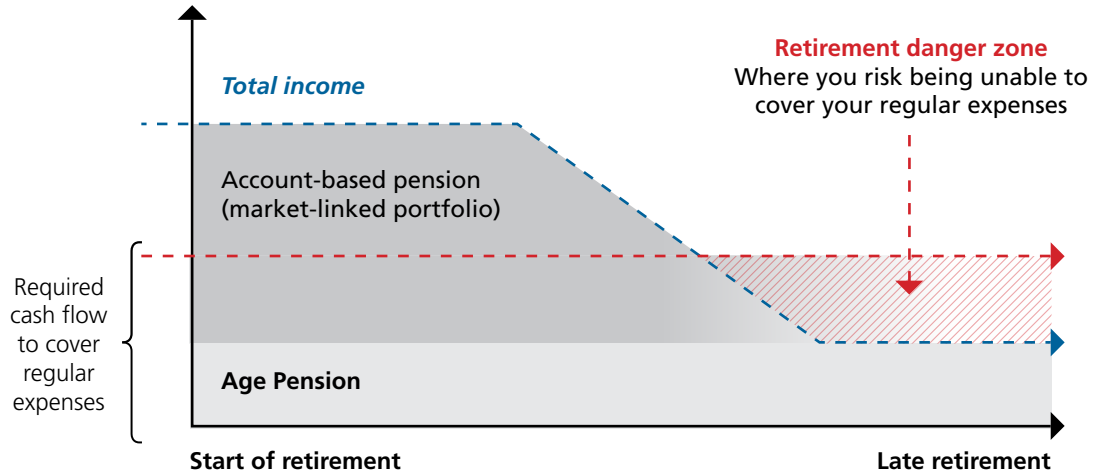 Retirement danger zone
Where you risk being unable to
cover your regular expenses
Total income
Account-based pension
(market-linked portfolio)
Required
cash flow
to cover
regular
expenses
Age Pension
Start of retirement
Late retirement